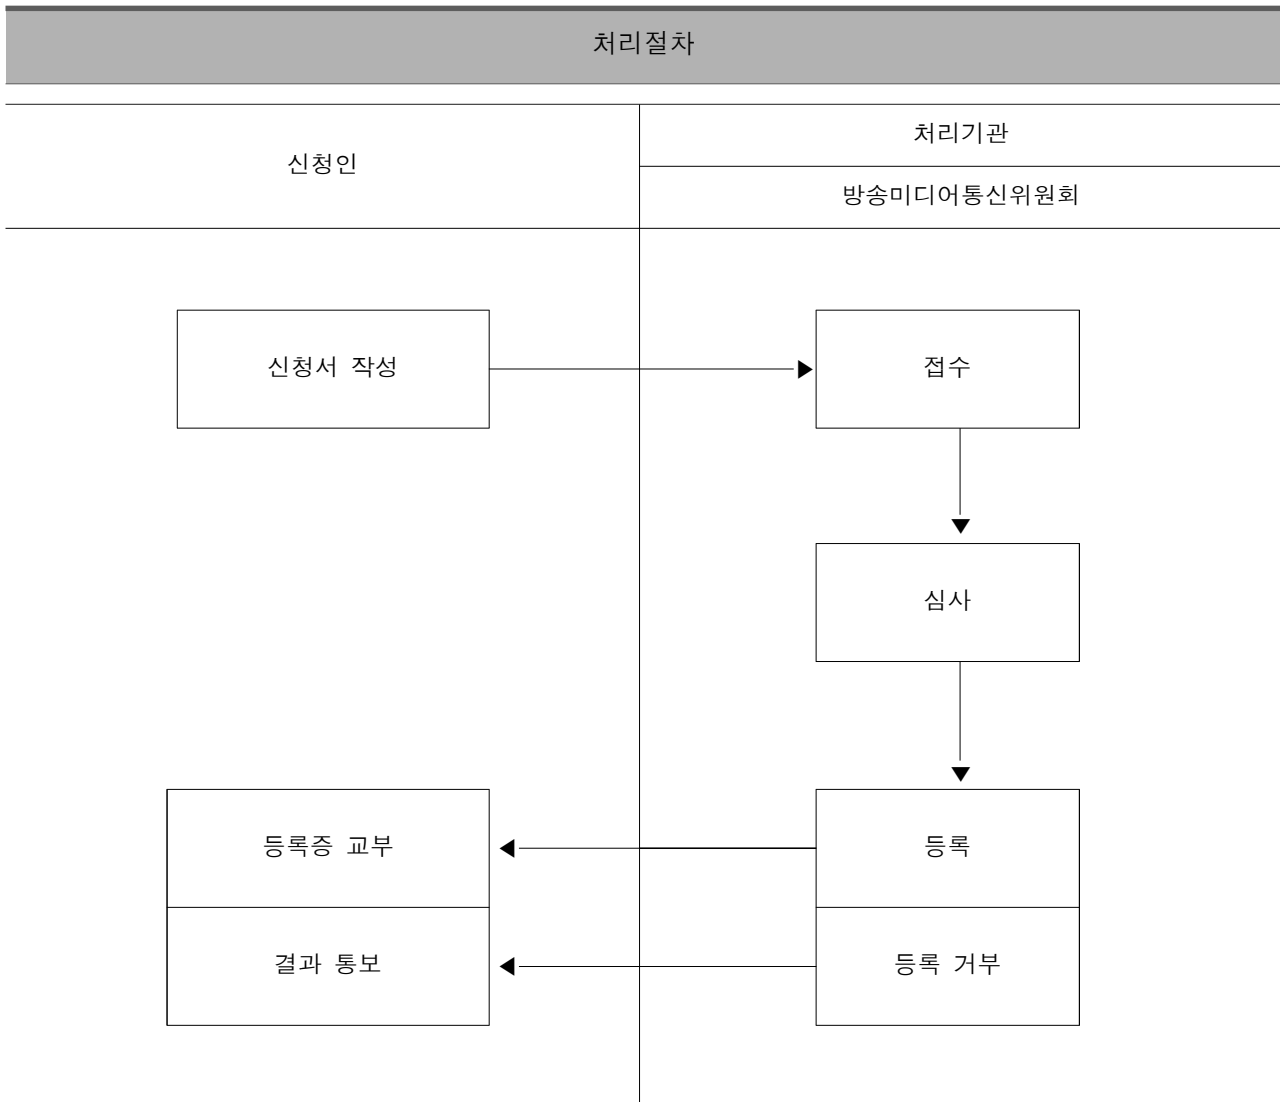 처리절차
신청인
처리기관
방송미디어통신위원회
신청서 작성
접수
심사
등록증 교부
등록
결과 통보
등록 거부